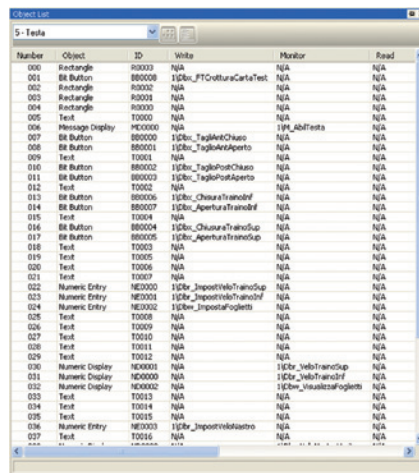 Object List
5 - Testa
Number Object ID Write Monitor Read
000 Rectangle R0003 N/A N/A N/A
001 Bit Button BB0008 1\Dbx_FTCrotturaCartaTest N/A N/A
002 Rectangle R0002 N/A N/A N/A
003 Rectangle R0001 N/A N/A N/A
004 Rectangle R0000 N/A N/A N/A
005 Text T0000 N/A N/A N/A
006 Message Display MD0000 N/A 1\M_AbilTesta N/A
007 Bit Button BB0000 1\Dbx_TagliAntChiuso N/A N/A
008 Bit Button BB0001 1\Dbx_TaglioAntAperto N/A N/A
009 Text T0001 N/A N/A N/A
010 Bit Button BB0002 1\Dbx_TaglioPostChiuso N/A N/A
011 Bit Button BB0003 1\Dbx_TaglioPostAperto N/A N/A
012 Text T0002 N/A N/A N/A
013 Bit Button BB0006 1\Dbx_ChisuraTrainoInf N/A N/A
014 Bit Button BB0007 1\Dbx_AperturaTrainoInf N/A N/A
015 Text T0004 N/A N/A N/A
016 Bit Button BB0004 1\Dbx_ChiusuraTrainoSup N/A N/A
017 Bit Button BB0005 1\Dbx_AperturaTrainoSup N/A N/A
018 Text T0003 N/A N/A N/A
019 Text T0005 N/A N/A N/A
020 Text T0006 N/A N/A N/A
021 Text T0007 N/A N/A N/A
022 Numeric Entry NE0000 1\Dbr_ImpostVeloTrainoSup N/A N/A
023 Numeric Entry NE0001 1\Dbr_ImpostVeloTrainoInf N/A N/A
024 Numeric Entry NE0002 1\Dbw_ImpostaFoglietti N/A N/A
025 Text T0008 N/A N/A N/A
026 Text T0009 N/A N/A N/A
027 Text T0010 N/A N/A N/A
028 Text T0011 N/A N/A N/A
029 Text T0012 N/A N/A N/A
030 Numeric Display ND0001 N/A 1\Dbr_VeloTrainoSup N/A
031 Numeric Display ND0000 N/A 1\Dbr_VeloTrainoInf N/A
032 Numeric Display ND0002 N/A 1\Dbw_VisualizzaFoglietti N/A
033 Text T0013 N/A N/A N/A
034 Text T0014 N/A N/A N/A
035 Text T0015 N/A N/A N/A
036 Numeric Entry NE0003 1\Dbr_ImpostVeloNastro N/A N/A
037 Text T0016 N/A N/A N/A